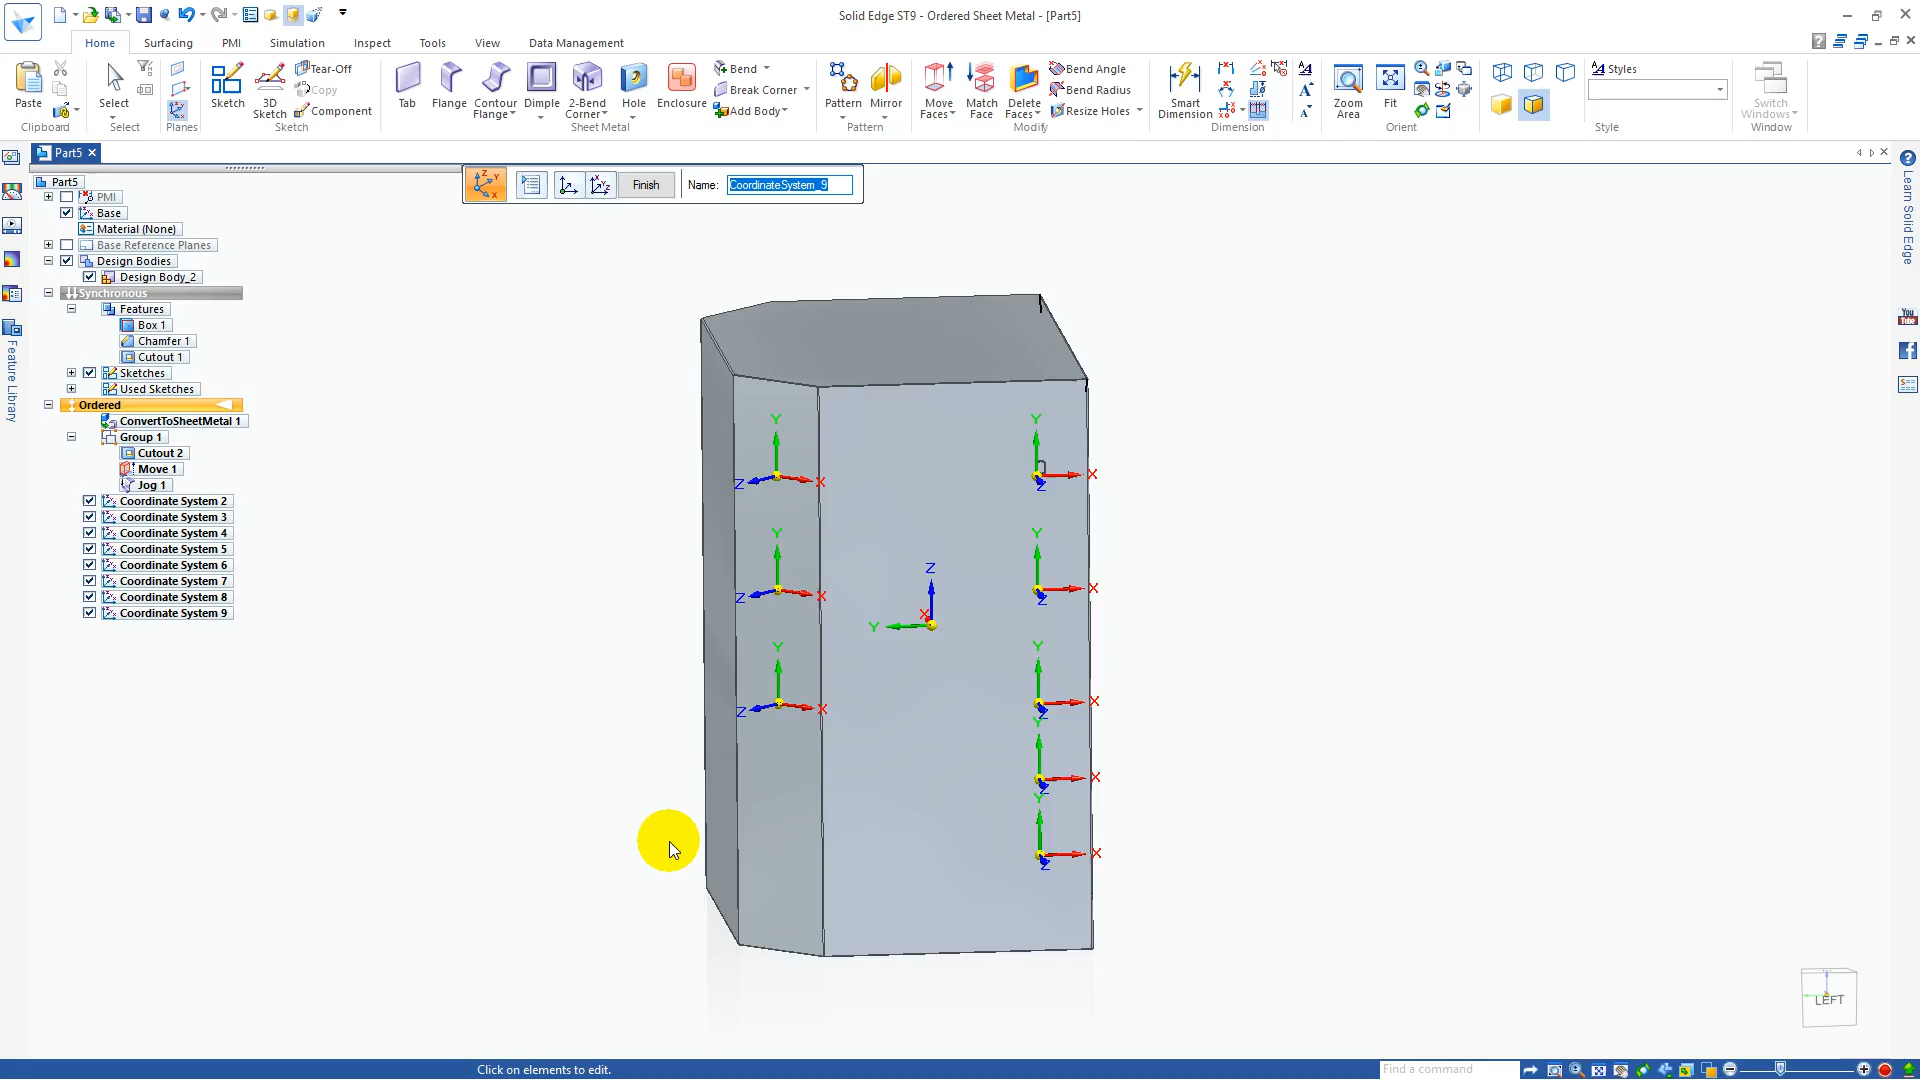 Solid Edge ST9 - Ordered Sheet Metal - [Part5]
Home
Surfacing
PMI
Simulation
Inspect
Tools
View
Data Management
Paste
Clipboard
Select
Select
Planes
Sketch
3D Sketch
Tear-Off
Copy
Component
Sketch
Tab
Flange
Contour Flange
Dimple
2-Bend Corner
Hole
Enclosure
Bend
Break Corner
Add Body
Sheet Metal
Pattern
Mirror
Pattern
Move Faces
Match Face
Delete Faces
Bend Angle
Bend Radius
Resize Holes
Modify
Smart Dimension
Dimension
Zoom Area
Fit
Orient
Styles
Style
Switch Windows
Window
Part5
Finish
Name:
CoordinateSystem_9
Part5
PMI
Base
Material (None)
Base Reference Planes
Design Bodies
Design Body_2
Synchronous
Features
Box 1
Chamfer 1
Cutout 1
Sketches
Used Sketches
Ordered
ConvertToSheetMetal 1
Group 1
Cutout 2
Move 1
Jog 1
Coordinate System 2
Coordinate System 3
Coordinate System 4
Coordinate System 5
Coordinate System 6
Coordinate System 7
Coordinate System 8
Coordinate System 9
Feature Library
Learn Solid Edge
You Tube
Y
Z
X
Y
X
Z
Y
Z
X
Y
X
Z
Z
X
Y
Y
Z
X
Y
X
Z
Y
X
Z
Y
X
Z
LEFT
Click on elements to edit.
Find a command